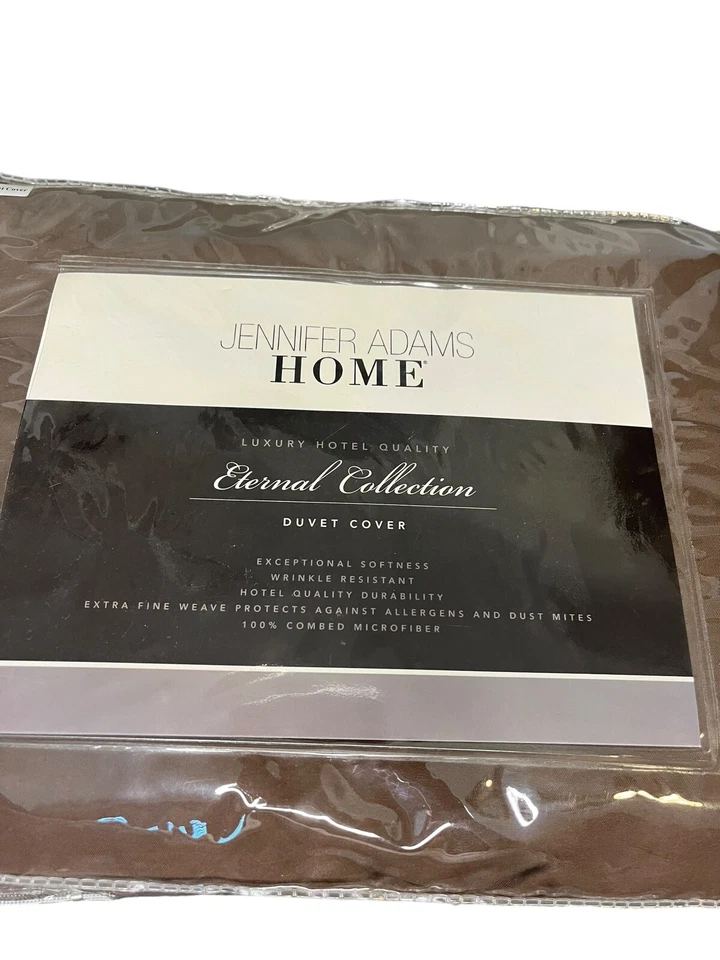 Cover
JENNIFER ADAMS
HOME®
LUXURY HOTEL QUALITY
Eternal Collection
DUVET COVER
EXCEPTIONAL SOFTNESS
WRINKLE RESISTANT
HOTEL QUALITY DURABILITY
EXTRA FINE WEAVE PROTECTS AGAINST ALLERGENS AND DUST MITES
100% COMBED MICROFIBER